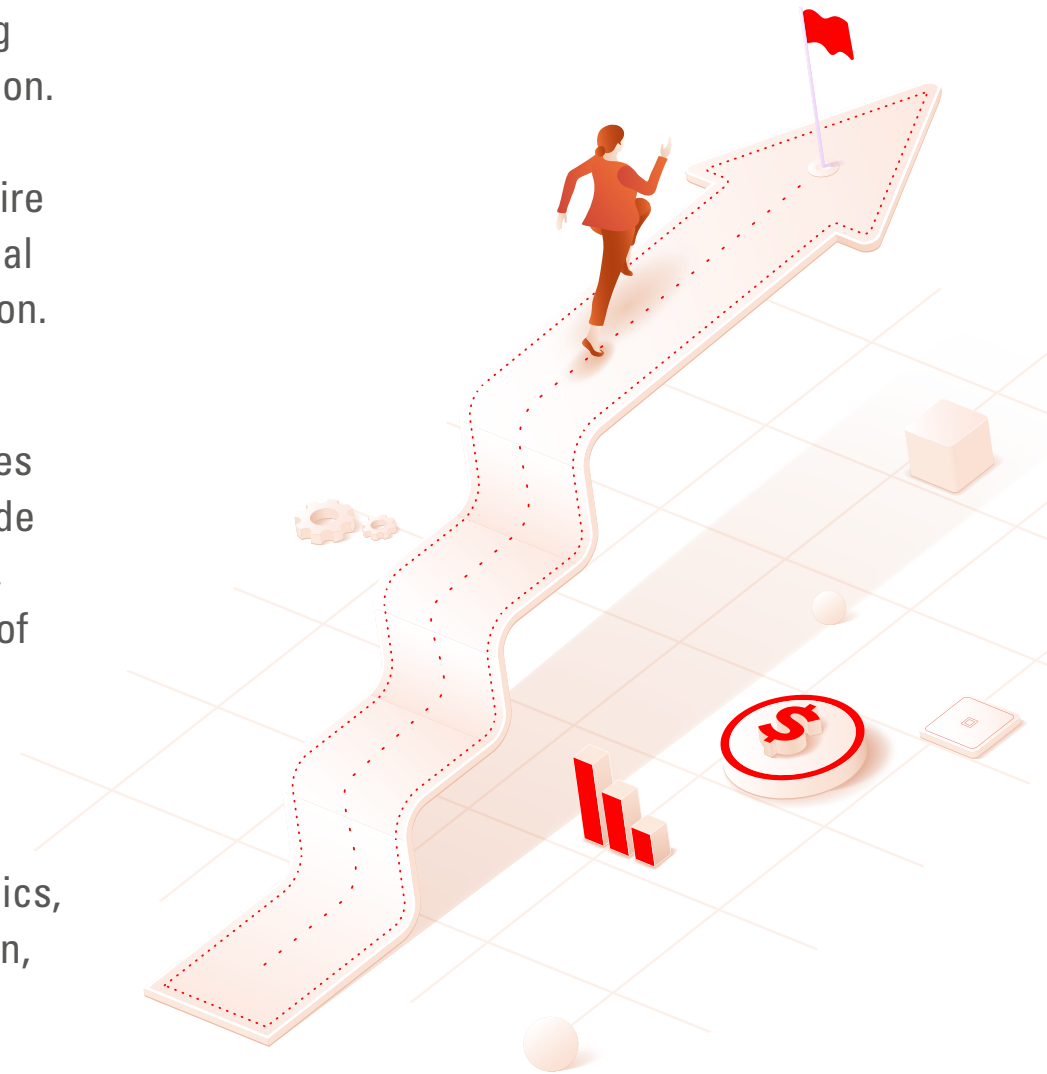 g
on.
ire
al
on.
es
de
of
$
ics,
n,